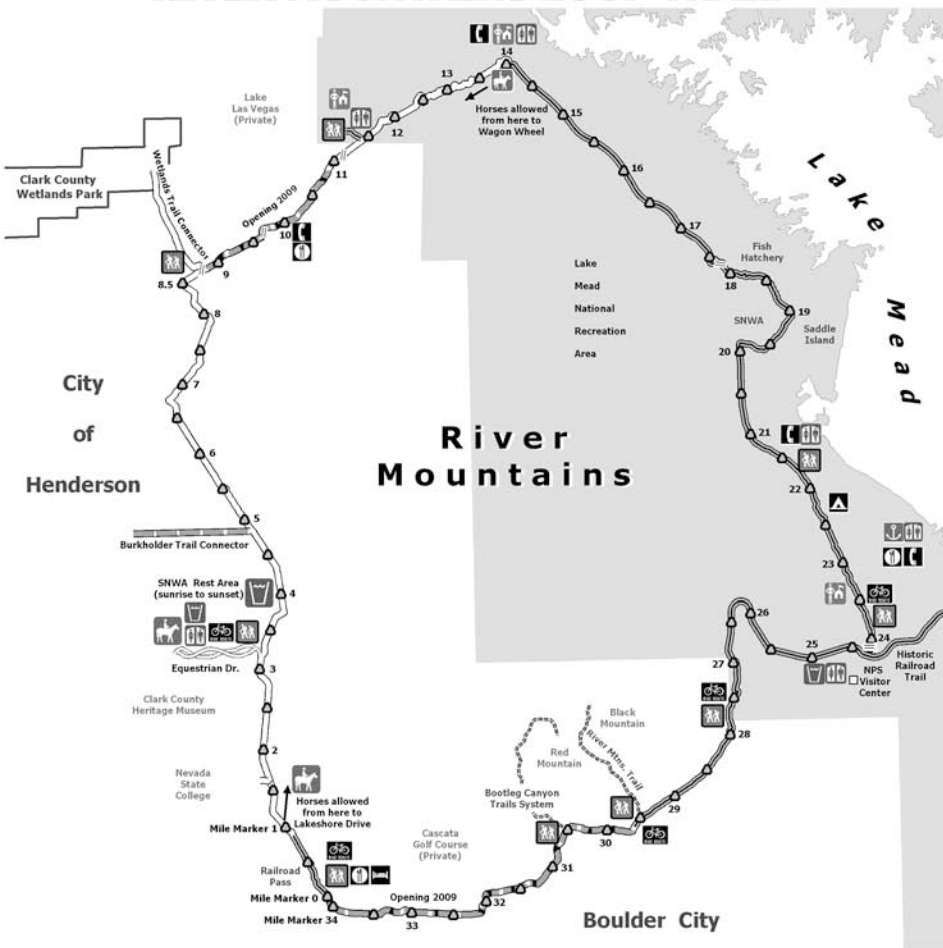 14
13
Lake
Las Vegas
(Private)
Horses allowed
from here to
Wagon Wheel
12
15
11
16
Clark County
Wetlands Park
Wetlands Trail Connector
Opening 2009
10
17
9
8.5
Lake Mead
Fish
Hatchery
18
Lake
Mead
National
Recreation
Area
19
SNWA
Saddle
Island
20
8
7
City
of
Henderson
River
Mountains
21
6
22
5
Burkholder Trail Connector
23
SNWA Rest Area
(sunrise to sunset)
4
24
26
25
Historic
Railroad
Trail
NPS
Visitor
Center
27
Equestrian Dr.
3
Clark County
Heritage Museum
28
Black
Mountain
River Mtns. Trail
Red
Mountain
2
Nevada
State
College
Bootleg Canyon
Trails System
29
Horses allowed
from here to
Lakeshore Drive
Mile Marker 1
30
Cascata
Golf Course
(Private)
31
Railroad
Pass
Mile Marker 0
Opening 2009
32
Mile Marker 34
33
Boulder City